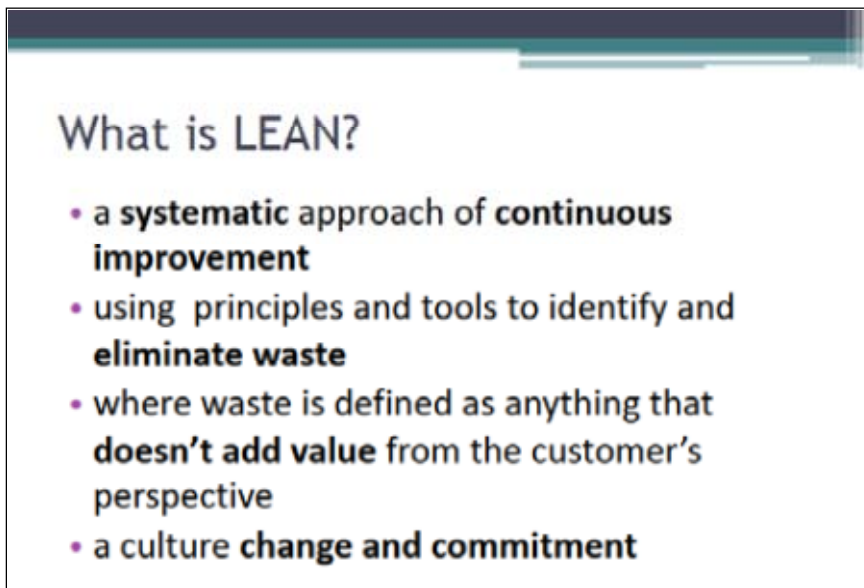 What is LEAN?
• a systematic approach of continuous
improvement
• using  principles and tools to identify and
eliminate waste
• where waste is defined as anything that
doesn’t add value from the customer’s
perspective
• a culture change and commitment